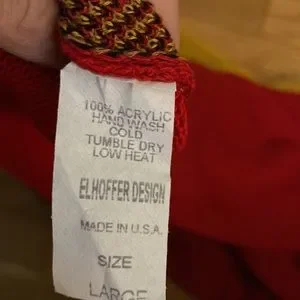 100% ACRYLIC
HAND WASH
COLD
TUMBLE DRY
LOW HEAT
ELHOFFER DESIGN
MADE IN U.S.A.
SIZE
LARGE